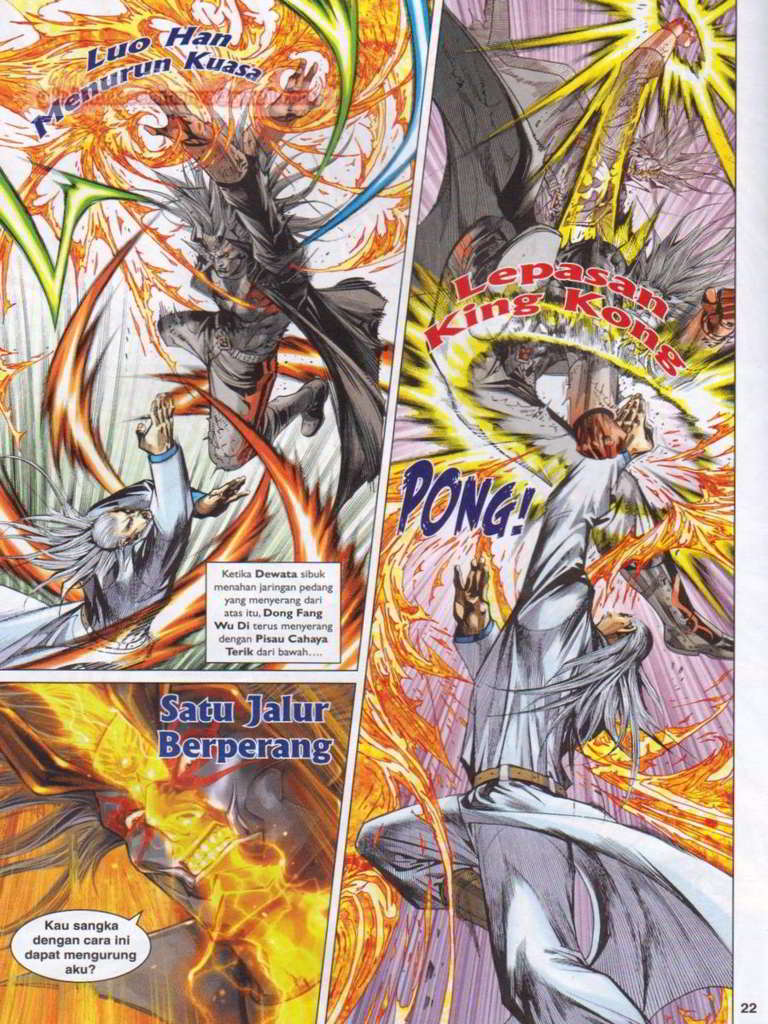 Luo Han
Menurun Kuasa
Ketika Dewata sibuk
menahan jaringan pedang
yang menyerang dari
atas itu, Dong Fang
Wu Di terus menyerang
dengan Pisau Cahaya
Terik dari bawah....
Lepasan
King Kong
PONG!
Satu Jalur
Berperang
Kau sangka
dengan cara ini
dapat mengurung
aku?
22